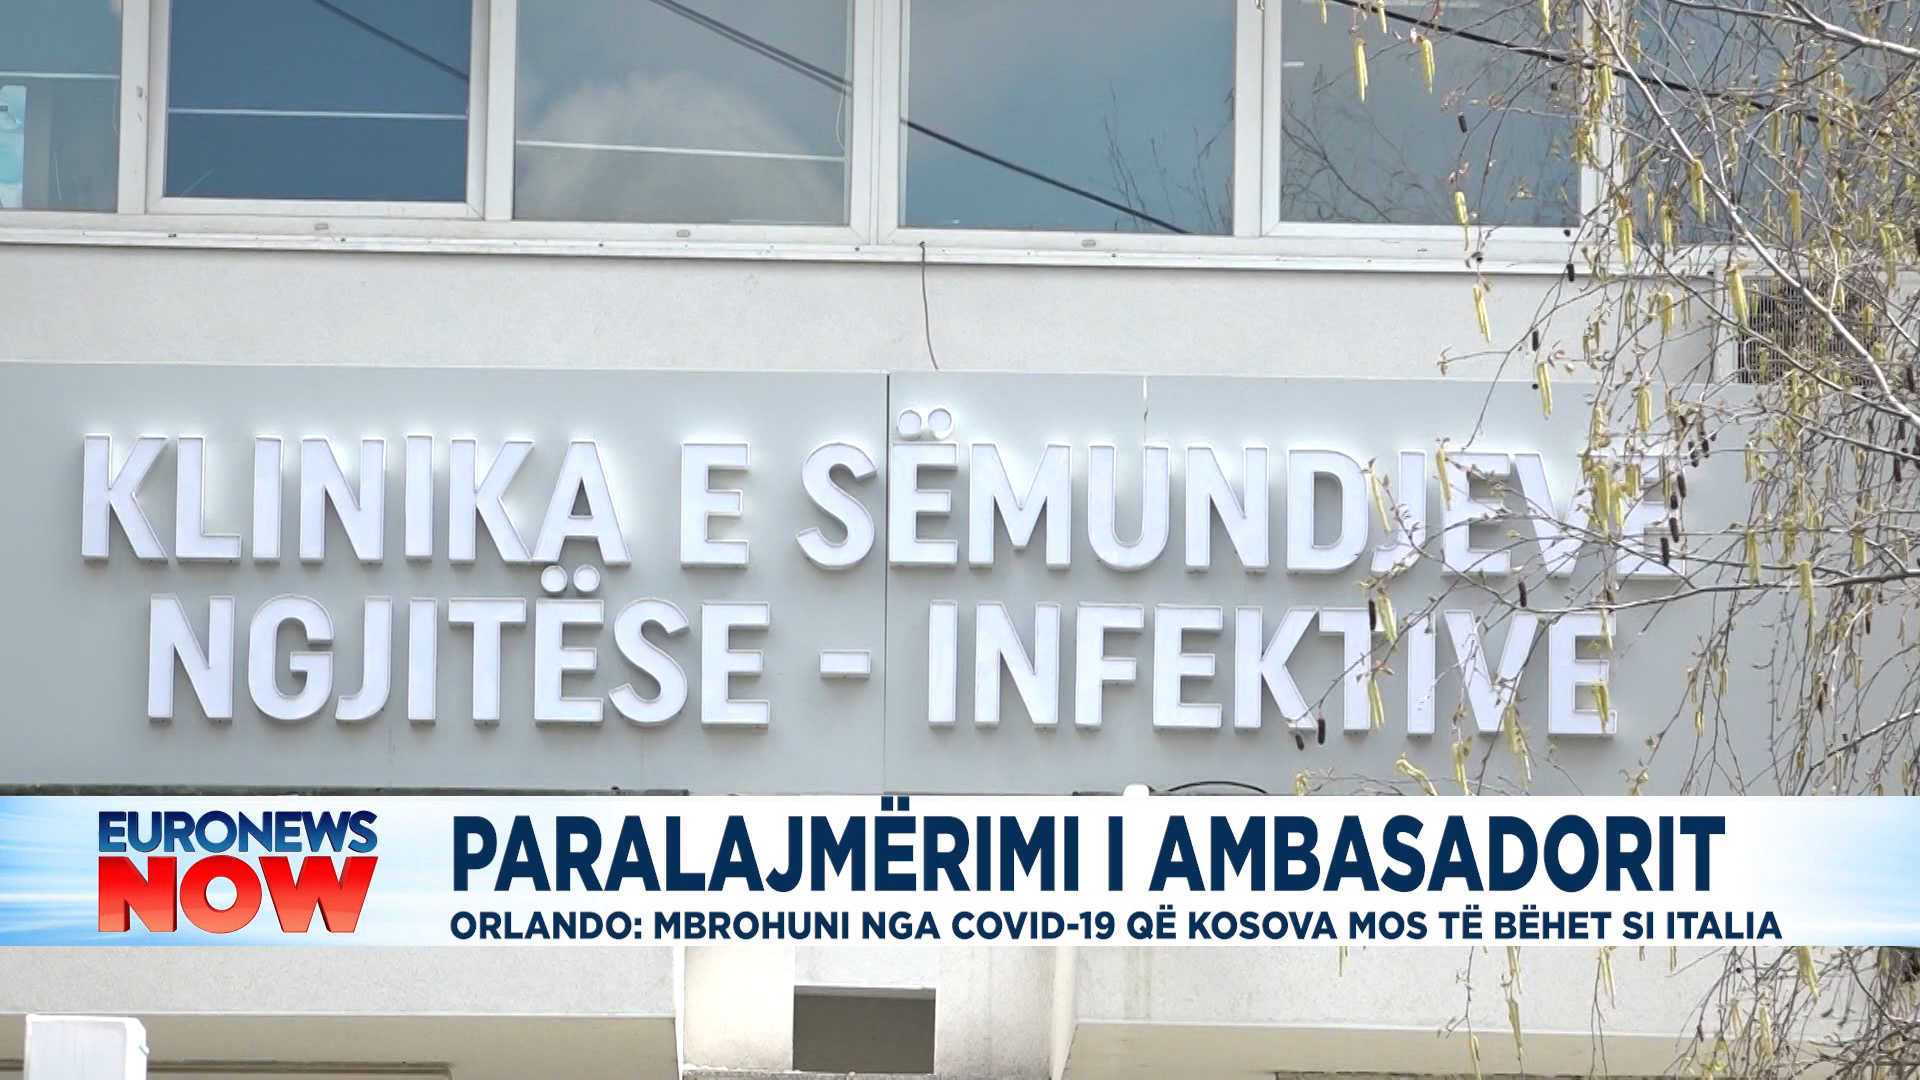 KLINIKA E SËMUNDJEVE
NGJITËSE - INFEKTIVE
EURONEWS
NOW
PARALAJMËRIMI I AMBASADORIT
ORLANDO: MBROHUNI NGA COVID-19 QË KOSOVA MOS TË BËHET SI ITALIA